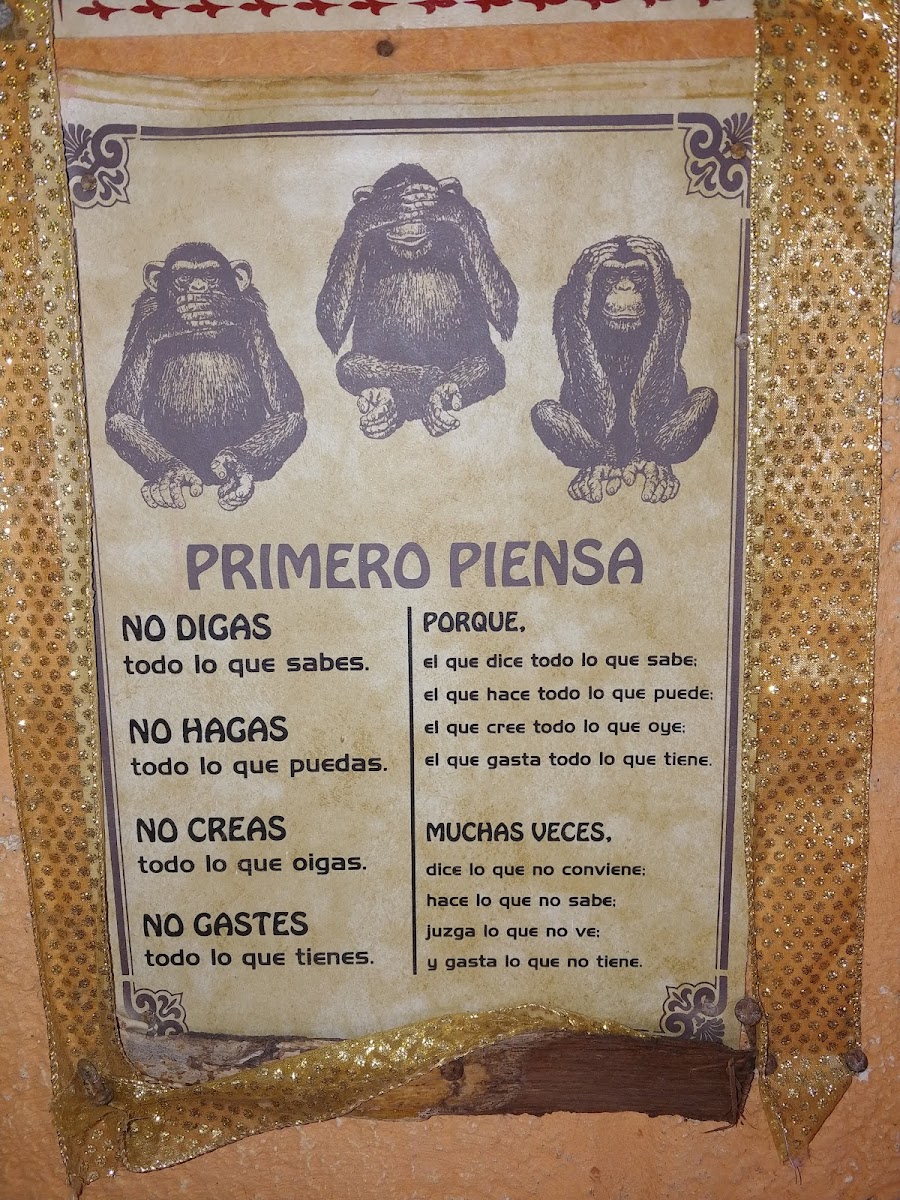 PRIMERO PIENSA
NO DIGAS
todo lo que sabes.
NO HAGAS
todo lo que puedas.
NO CREAS
todo lo que oigas.
NO GASTES
todo lo que tienes.
PORQUE,
el que dice todo lo que sabe;
el que hace todo lo que puede;
el que cree todo lo que oye;
el que gasta todo lo que tiene.
MUCHAS VECES,
dice lo que no conviene;
hace lo que no sabe;
juzga lo que no ve;
y gasta lo que no tiene.